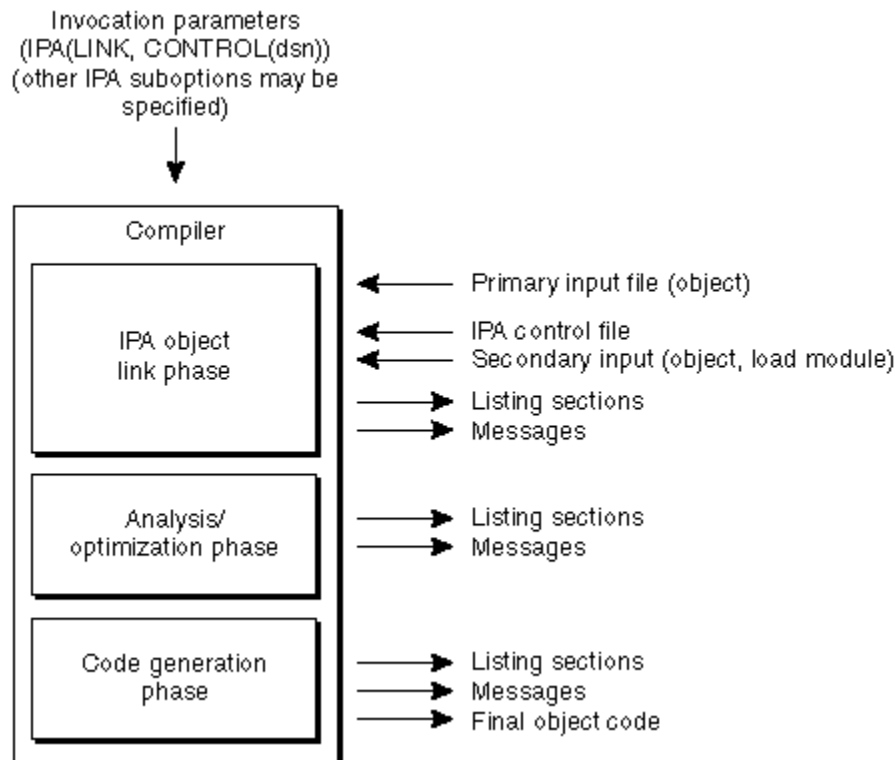 Invocation parameters
(IPA(LINK, CONTROL(dsn))
(other IPA suboptions may be
specified)
Compiler
IPA object
link phase
Primary input file (object)
IPA control file
Secondary input (object, load module)
Listing sections
Messages
Analysis/
optimization phase
Listing sections
Messages
Code generation
phase
Listing sections
Messages
Final object code